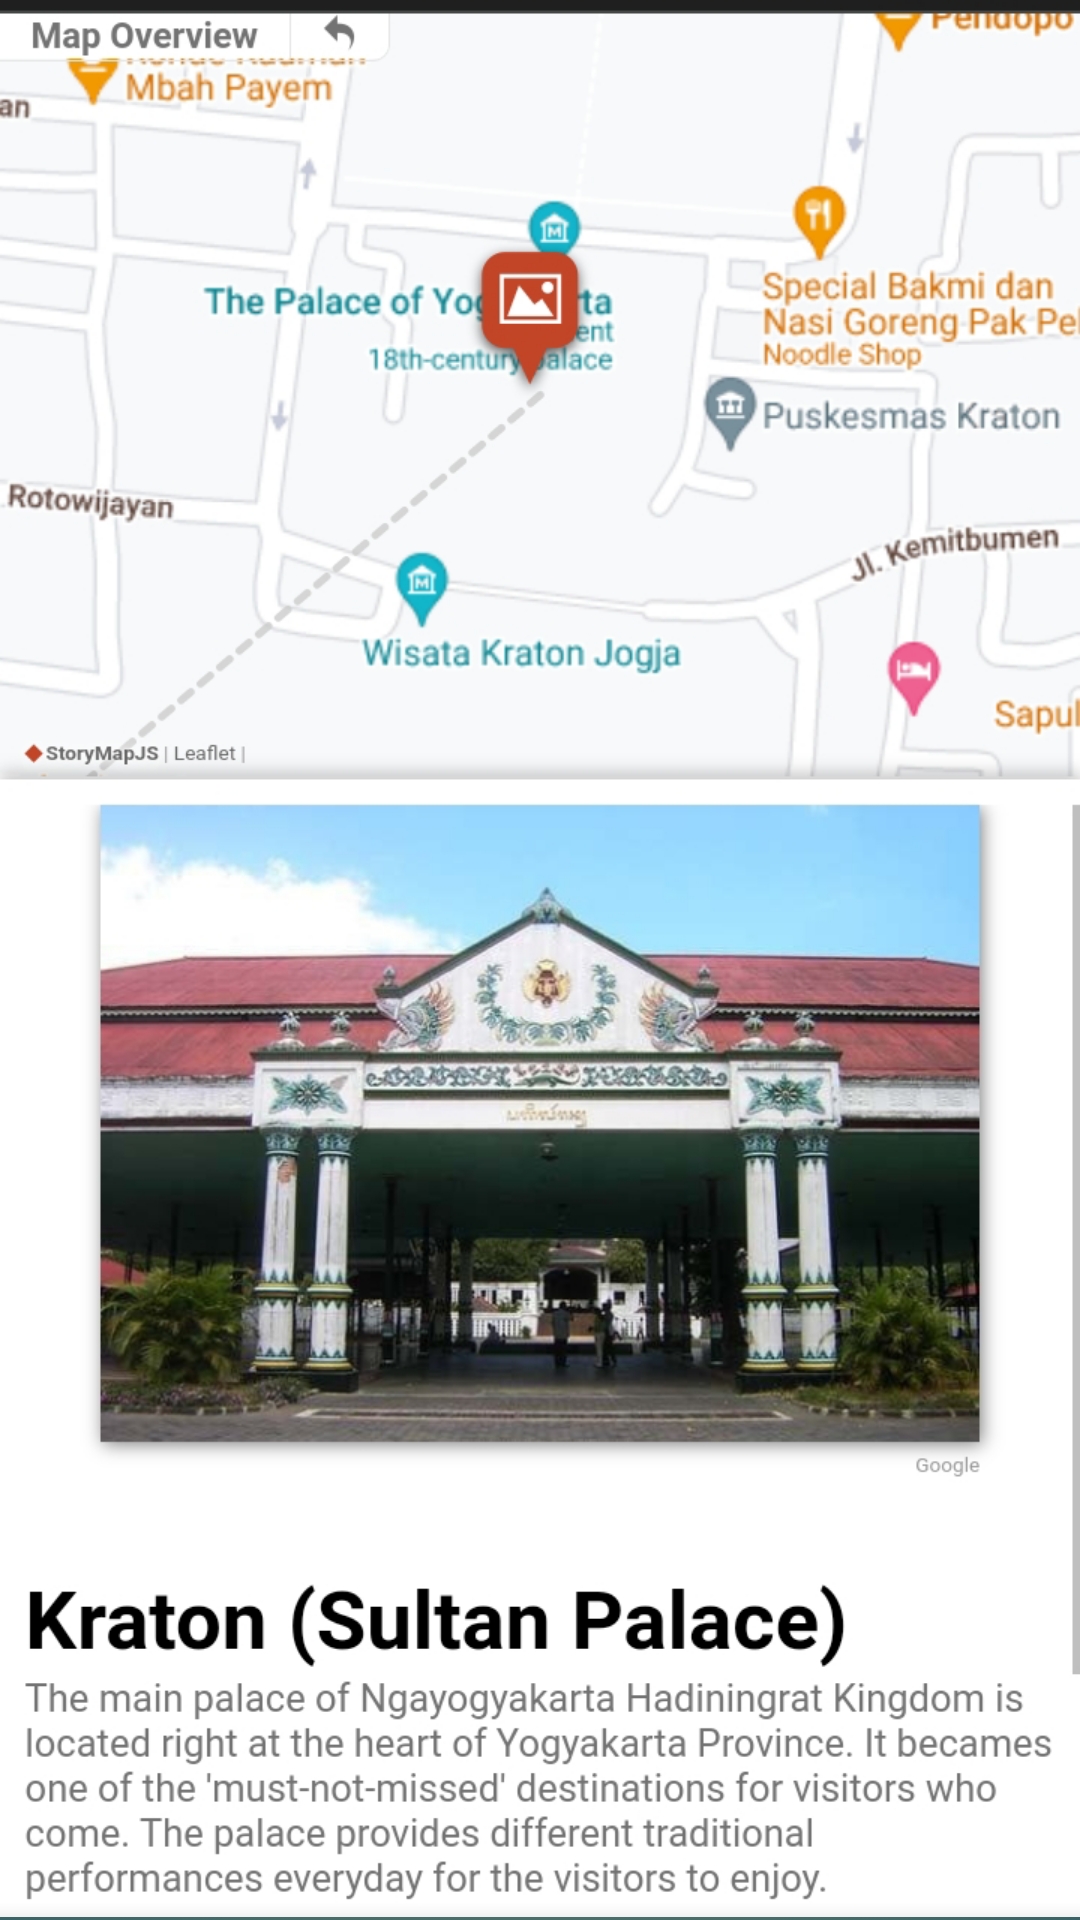 Map Overview
Pendopo
Mbah Payem
an
The Palace of Yo
ta
ent
18th-century palace
Special Bakmi dan
Nasi Goreng Pak Pel
Noodle Shop
Puskesmas Kraton
Rotowijayan
Jl. Kemitbumen
Wisata Kraton Jogja
Sapul
StoryMapJS | Leaflet |
Google
Kraton (Sultan Palace)
The main palace of Ngayogyakarta Hadiningrat Kingdom is
located right at the heart of Yogyakarta Province. It becames
one of the 'must-not-missed' destinations for visitors who
come. The palace provides different traditional
performances everyday for the visitors to enjoy.